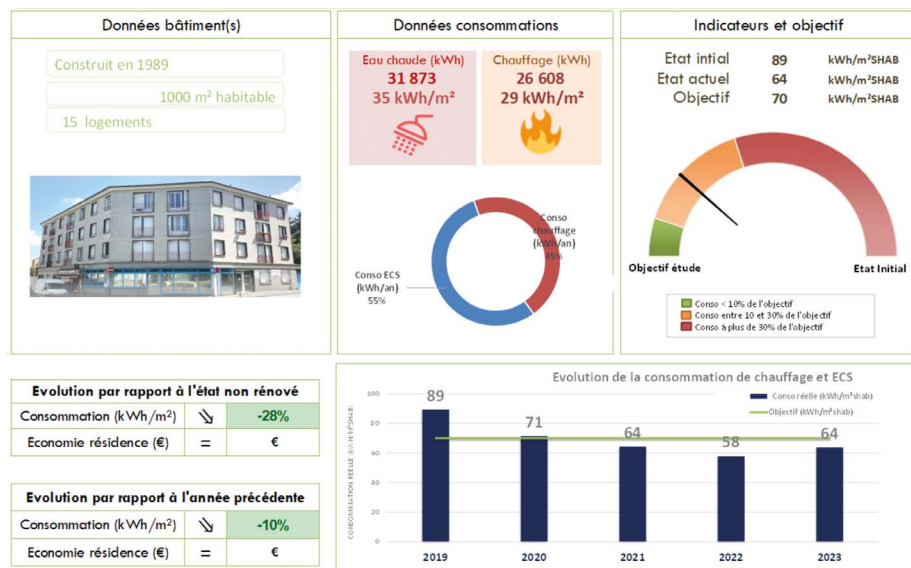 Données bâtiment(s)
Construit en 1989
1000 m² habitable
15 logements
Données consommations
Eau chaude (kWh)
31 873
35 kWh/m²
Chauffage (kWh)
26 608
29 kWh/m²
Conso
chauffage
(kWh/an)
45%
Conso ECS
(kWh/an)
55%
Indicateurs et objectif
Etat intial 89 kWh/m²SHAB
Etat actuel 64 kWh/m²SHAB
Objectif 70 kWh/m²SHAB
Objectif étude
Etat Initial
Conso < 10% de l'objectif
Conso entre 10 et 30% de l'objectif
Conso à plus de 30% de l'objectif
Evolution par rapport à l'état non rénové
Consommation (kWh/m²) -28%
Economie résidence (€) = €
Evolution par rapport à l'année précédente
Consommation (kWh/m²) -10%
Economie résidence (€) = €
Evolution de la consommation de chauffage et ECS
Conso réelle (kWh/m²shab)
Objectif (kWh/m²shab)
CONSOMMATION REELLE (KWH/M²SHAB)
100
80
60
40
20
0
89
71
64
58
64
2019
2020
2021
2022
2023